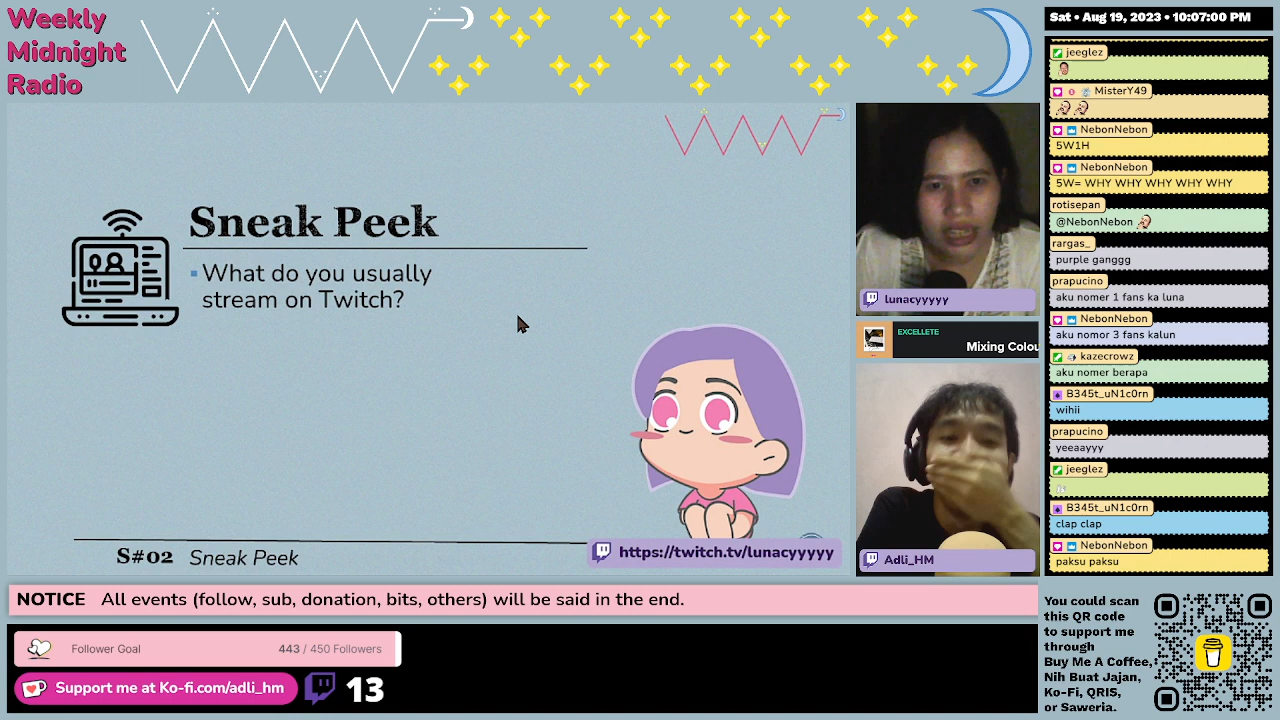 Weekly
Midnight
Radio
Sat • Aug 19, 2023 • 10:07:00 PM
Sneak Peek
What do you usually
stream on Twitch?
S#02 Sneak Peek
https://twitch.tv/lunacyyyyy
lunacyyyyy
EXCELLETE
Mixing Colou
Adli_HM
jeeglez
MisterY49
NebonNebon
5W1H
NebonNebon
5W= WHY WHY WHY WHY WHY
rotisepan
@NebonNebon
rargas_
purple ganggg
prapucino
aku nomer 1 fans ka luna
NebonNebon
aku nomor 3 fans kalun
kazecrowz
aku nomer berapa
B345t_uN1c0rn
wihii
prapucino
yeeaayyy
jeeglez
B345t_uN1c0rn
clap clap
NebonNebon
paksu paksu
NOTICE All events (follow, sub, donation, bits, others) will be said in the end.
Follower Goal 443 / 450 Followers
Support me at Ko-fi.com/adli_hm
13
You could scan
this QR code
to support me
through
Buy Me A Coffee,
Nih Buat Jajan,
Ko-Fi, QRIS,
or Saweria.